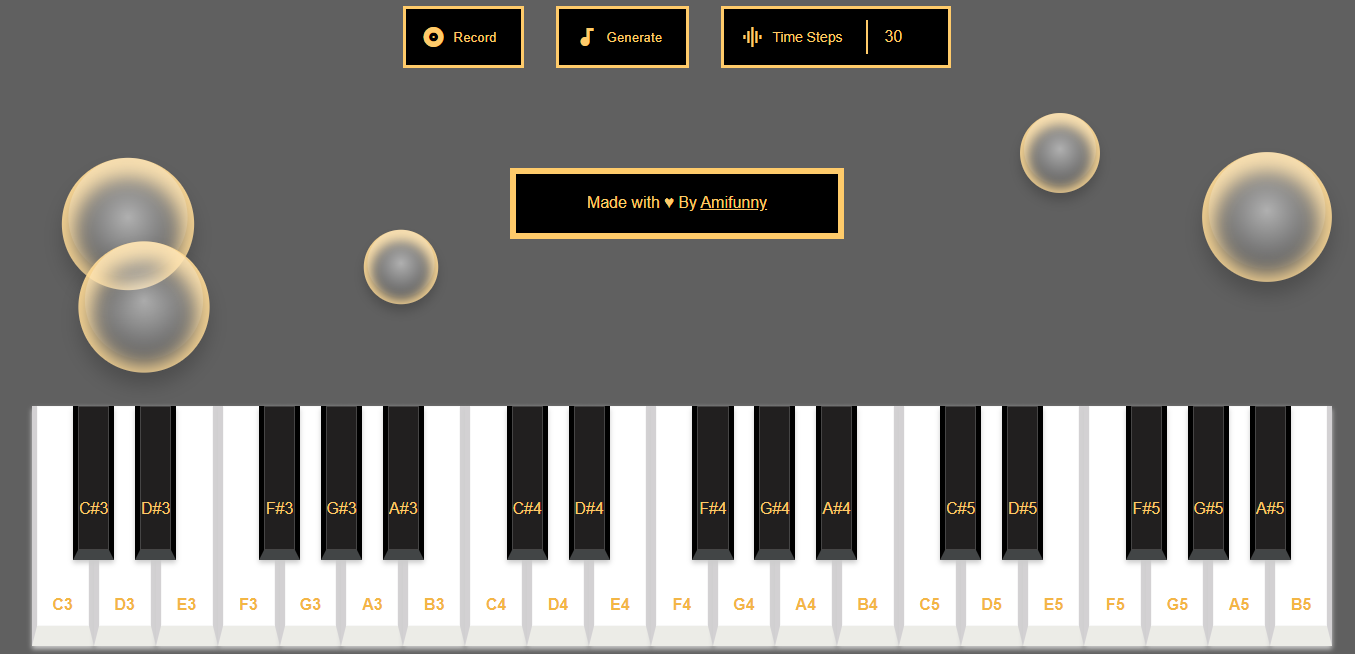 Record
Generate
Time Steps 30
Made with ♥ By Amifunny
C#3 D#3 F#3 G#3 A#3 C#4 D#4 F#4 G#4 A#4 C#5 D#5 F#5 G#5 A#5
C3 D3 E3 F3 G3 A3 B3 C4 D4 E4 F4 G4 A4 B4 C5 D5 E5 F5 G5 A5 B5